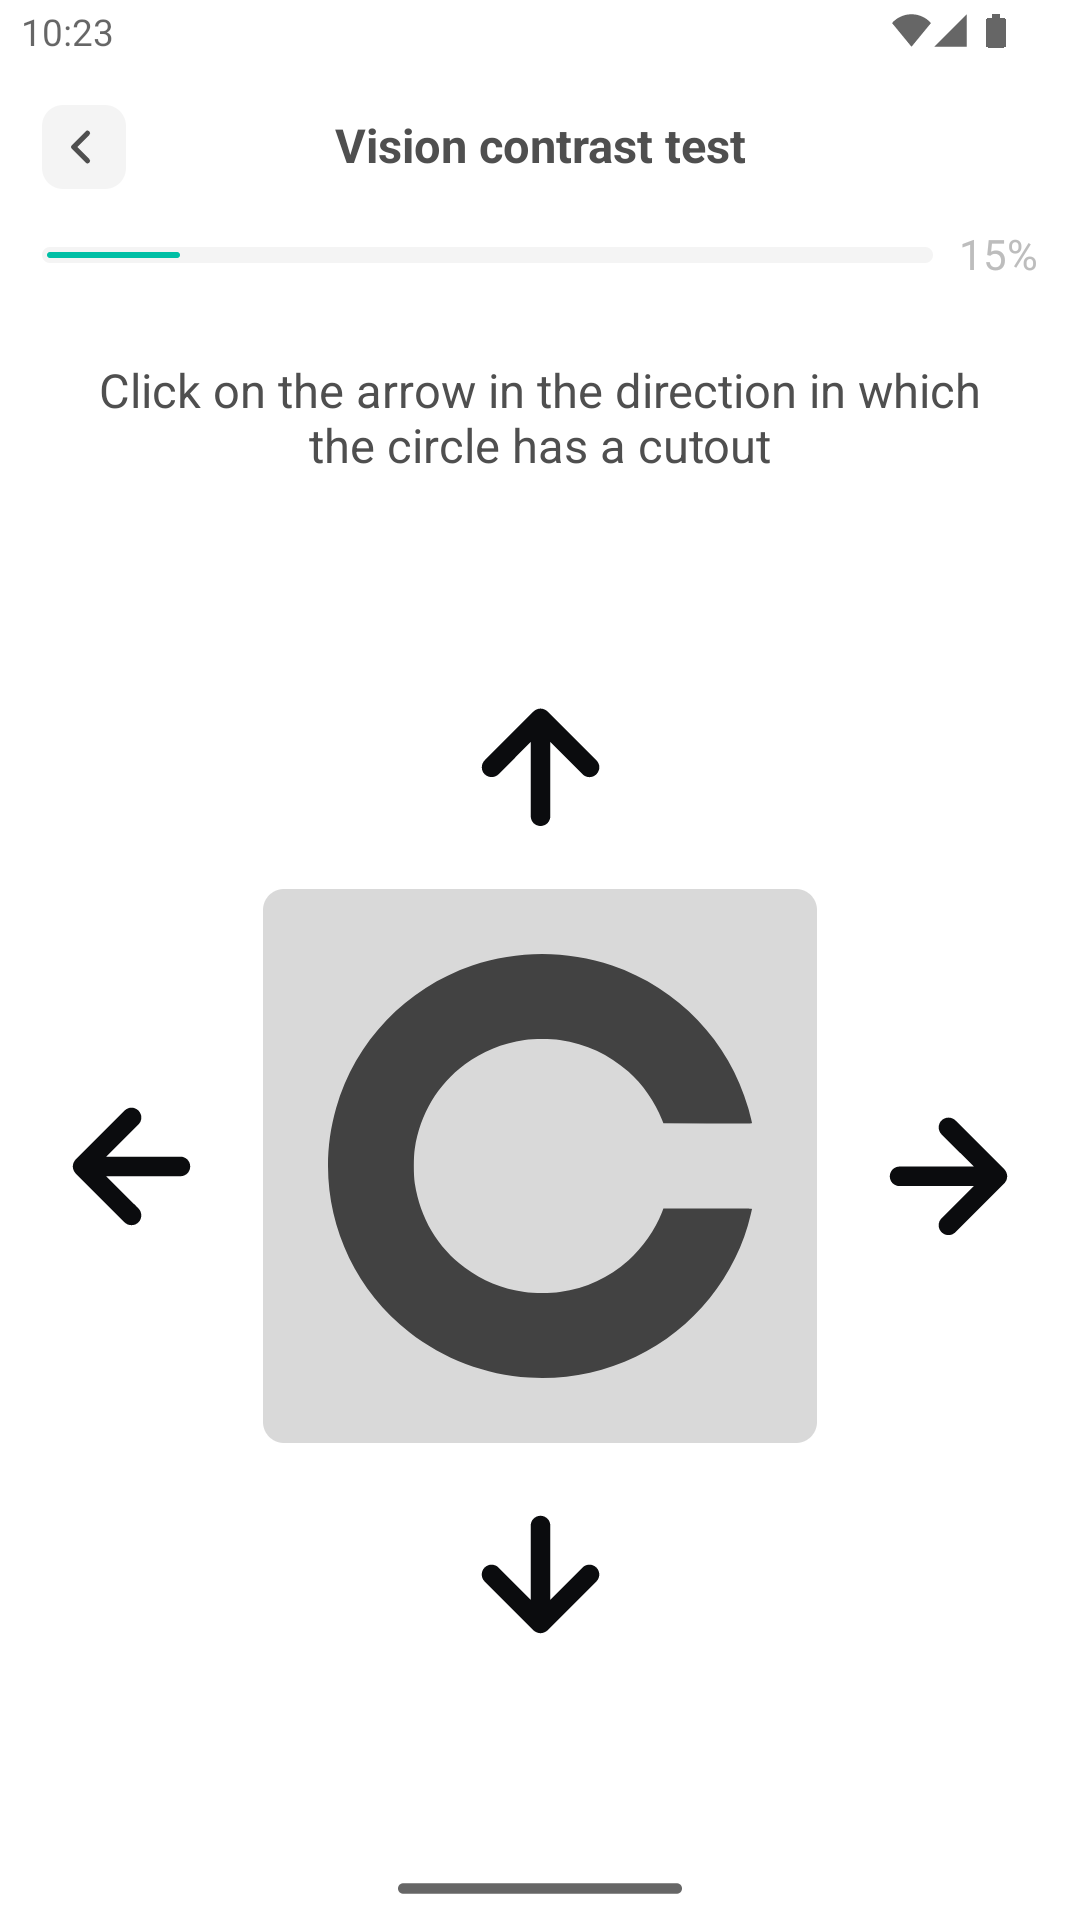 10:23
Vision contrast test
15%
Click on the arrow in the direction in which
the circle has a cutout